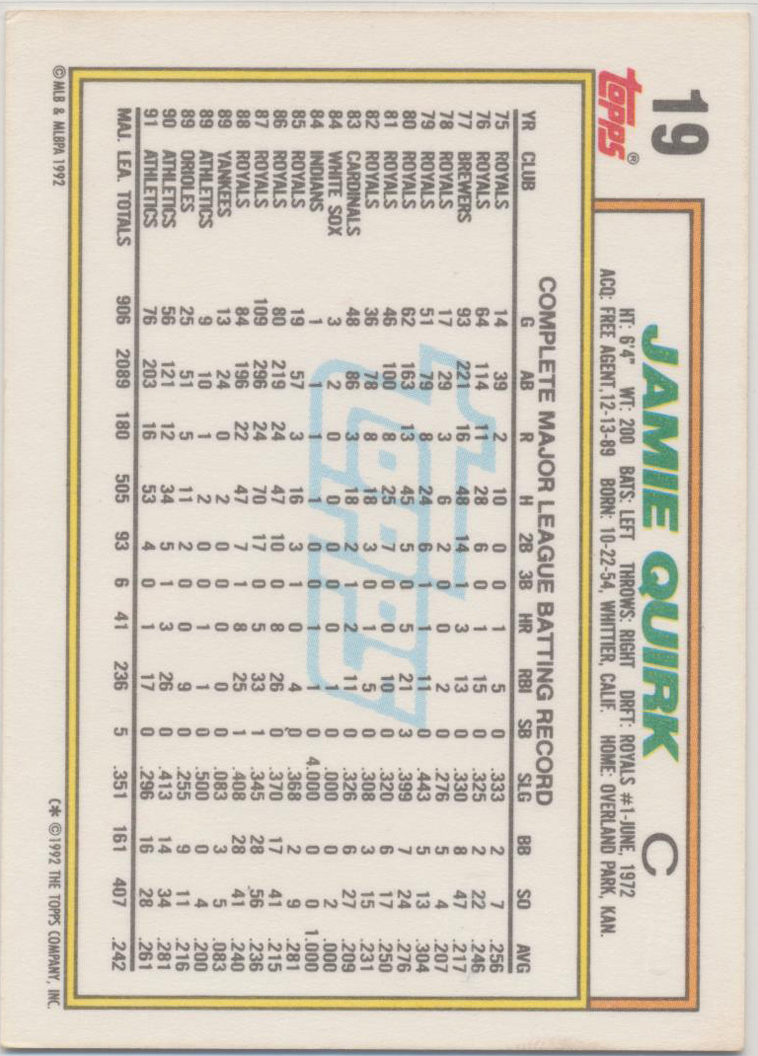 19
topps®
JAMIE QUIRK C
HT: 6'4" WT: 200 BATS: LEFT THROWS: RIGHT DRFT: ROYALS #1-JUNE, 1972
ACQ: FREE AGENT, 12-13-89 BORN: 10-22-54, WHITTIER, CALIF. HOME: OVERLAND PARK, KAN.
COMPLETE MAJOR LEAGUE BATTING RECORD
YR CLUB G AB R H 2B 3B HR RBI SB SLG BB SO AVG
75 ROYALS 14 39 2 10 0 0 1 5 0 .333 2 7 .256
76 ROYALS 64 114 11 28 6 0 1 15 0 .325 2 22 .246
77 BREWERS 93 221 16 48 14 1 3 13 0 .330 8 47 .217
78 ROYALS 17 29 3 6 2 0 0 2 0 .276 5 4 .207
79 ROYALS 51 79 8 24 6 1 1 11 0 .443 5 13 .304
80 ROYALS 62 163 13 45 5 0 5 21 3 .399 7 24 .276
81 ROYALS 46 100 8 25 7 0 0 10 0 .320 6 17 .250
82 ROYALS 36 78 8 18 3 0 1 5 0 .308 3 15 .231
83 CARDINALS 48 86 3 18 2 1 2 11 0 .326 6 27 .209
84 WHITE SOX 3 2 0 0 0 0 0 1 0 .000 0 2 .000
84 INDIANS 1 1 1 1 0 0 1 1 0 4.000 0 0 1.000
85 ROYALS 19 57 3 16 3 1 0 4 0 .368 2 9 .281
86 ROYALS 80 219 24 47 10 0 8 26 0 .370 17 41 .215
87 ROYALS 109 296 24 70 17 0 5 33 1 .345 28 56 .236
88 ROYALS 84 196 22 47 7 1 8 25 1 .408 28 41 .240
89 YANKEES 13 24 0 2 0 0 0 0 0 .083 3 5 .083
89 ATHLETICS 9 10 1 2 0 0 1 1 0 .500 0 4 .200
89 ORIOLES 25 51 5 11 2 0 0 9 0 .255 9 11 .216
90 ATHLETICS 56 121 12 34 5 1 3 26 0 .413 14 34 .281
91 ATHLETICS 76 203 16 53 4 0 1 17 0 .296 16 28 .261
MAJ. LEA. TOTALS 906 2089 180 505 93 6 41 236 5 .351 161 407 .242
TOPPS
©MLB & MLBPA 1992
C* ©1992 THE TOPPS COMPANY, INC.